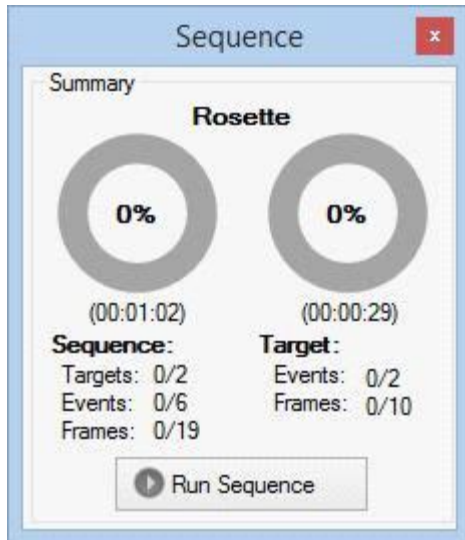 Sequence
x
Summary
Rosette
0% 0%
(00:01:02) (00:00:29)
Sequence: Target:
Targets: 0/2 Events: 0/2
Events: 0/6 Frames: 0/10
Frames: 0/19
Run Sequence